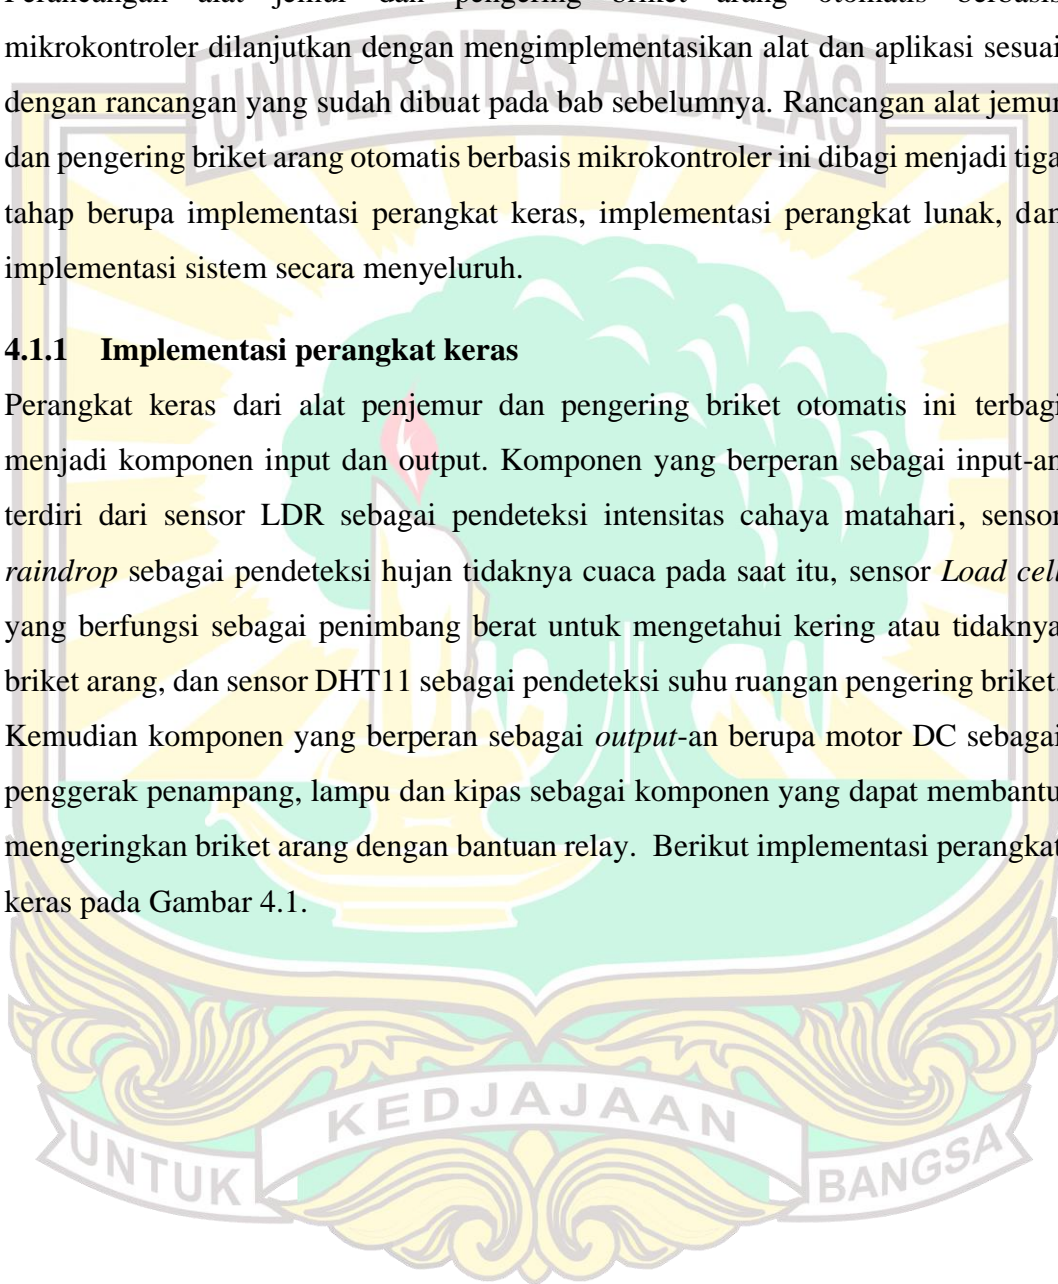 Perancangan alat jemur dan pengering briket arang otomatis berbasis
mikrokontroler dilanjutkan dengan mengimplementasikan alat dan aplikasi sesuai
dengan rancangan yang sudah dibuat pada bab sebelumnya. Rancangan alat jemur
dan pengering briket arang otomatis berbasis mikrokontroler ini dibagi menjadi tiga
tahap berupa implementasi perangkat keras, implementasi perangkat lunak, dan
implementasi sistem secara menyeluruh.
4.1.1 Implementasi perangkat keras
Perangkat keras dari alat penjemur dan pengering briket otomatis ini terbagi
menjadi komponen input dan output. Komponen yang berperan sebagai input-an
terdiri dari sensor LDR sebagai pendeteksi intensitas cahaya matahari, sensor
raindrop sebagai pendeteksi hujan tidaknya cuaca pada saat itu, sensor Load cell
yang berfungsi sebagai penimbang berat untuk mengetahui kering atau tidaknya
briket arang, dan sensor DHT11 sebagai pendeteksi suhu ruangan pengering briket.
Kemudian komponen yang berperan sebagai output-an berupa motor DC sebagai
penggerak penampang, lampu dan kipas sebagai komponen yang dapat membantu
mengeringkan briket arang dengan bantuan relay. Berikut implementasi perangkat
keras pada Gambar 4.1.
UNIVERSITAS ANDALAS
UNTUK KEDJAJAAN BANGSA